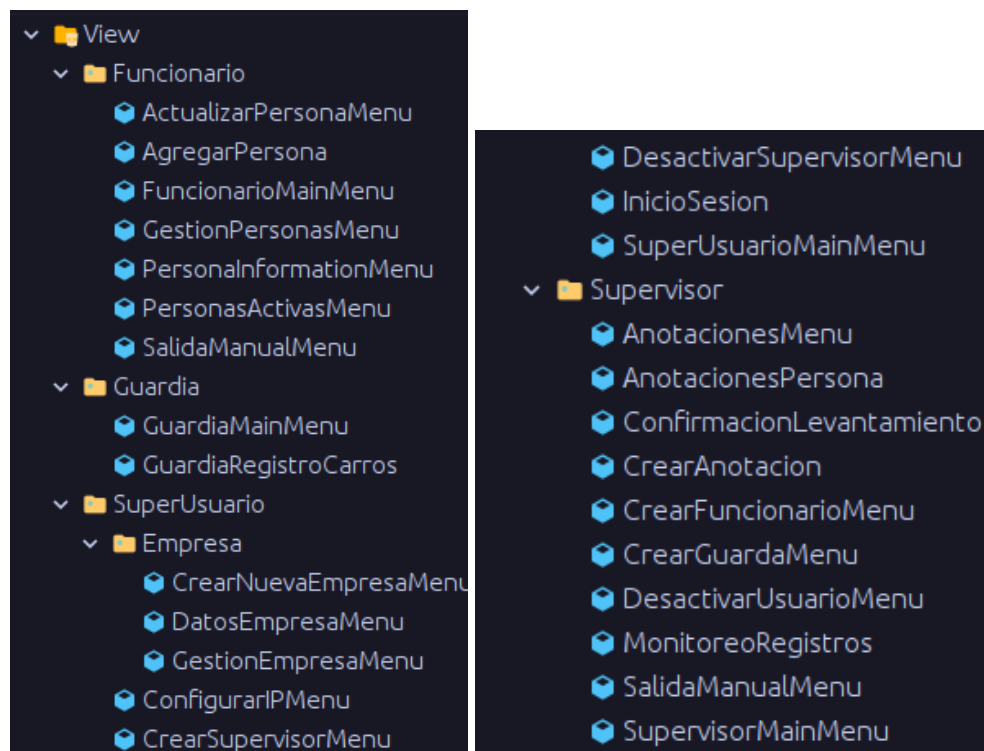 View
Funcionario
ActualizarPersonaMenu
AgregarPersona
FuncionarioMainMenu
GestionPersonasMenu
PersonaInformationMenu
PersonasActivasMenu
SalidaManualMenu
Guardia
GuardiaMainMenu
GuardiaRegistroCarros
SuperUsuario
Empresa
CrearNuevaEmpresaMenu
DatosEmpresaMenu
GestionEmpresaMenu
ConfigurarIPMenu
CrearSupervisorMenu
DesactivarSupervisorMenu
InicioSesion
SuperUsuarioMainMenu
Supervisor
AnotacionesMenu
AnotacionesPersona
ConfirmacionLevantamiento
CrearAnotacion
CrearFuncionarioMenu
CrearGuardaMenu
DesactivarUsuarioMenu
MonitoreoRegistros
SalidaManualMenu
SupervisorMainMenu